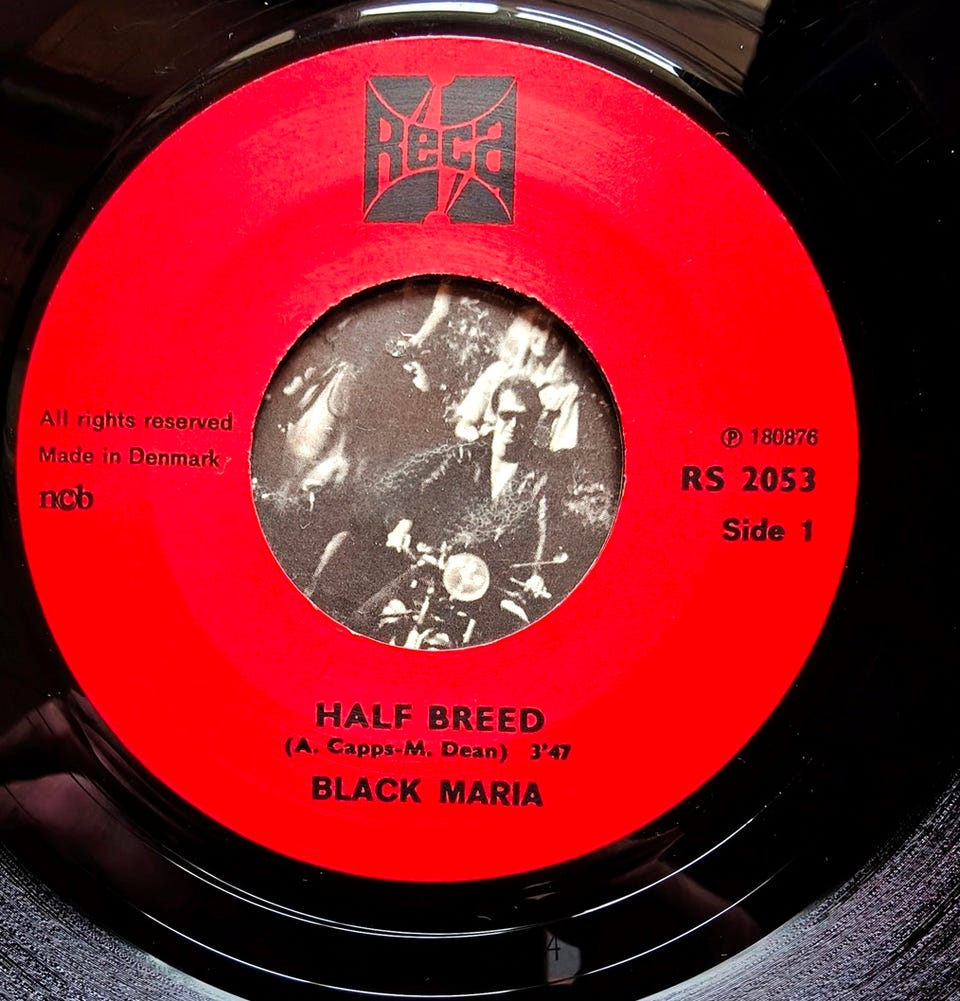 Reca
All rights reserved
Made in Denmark
ncb
℗ 180876
RS 2053
Side 1
HALF BREED
(A. Capps-M. Dean) 3'47
BLACK MARIA
4